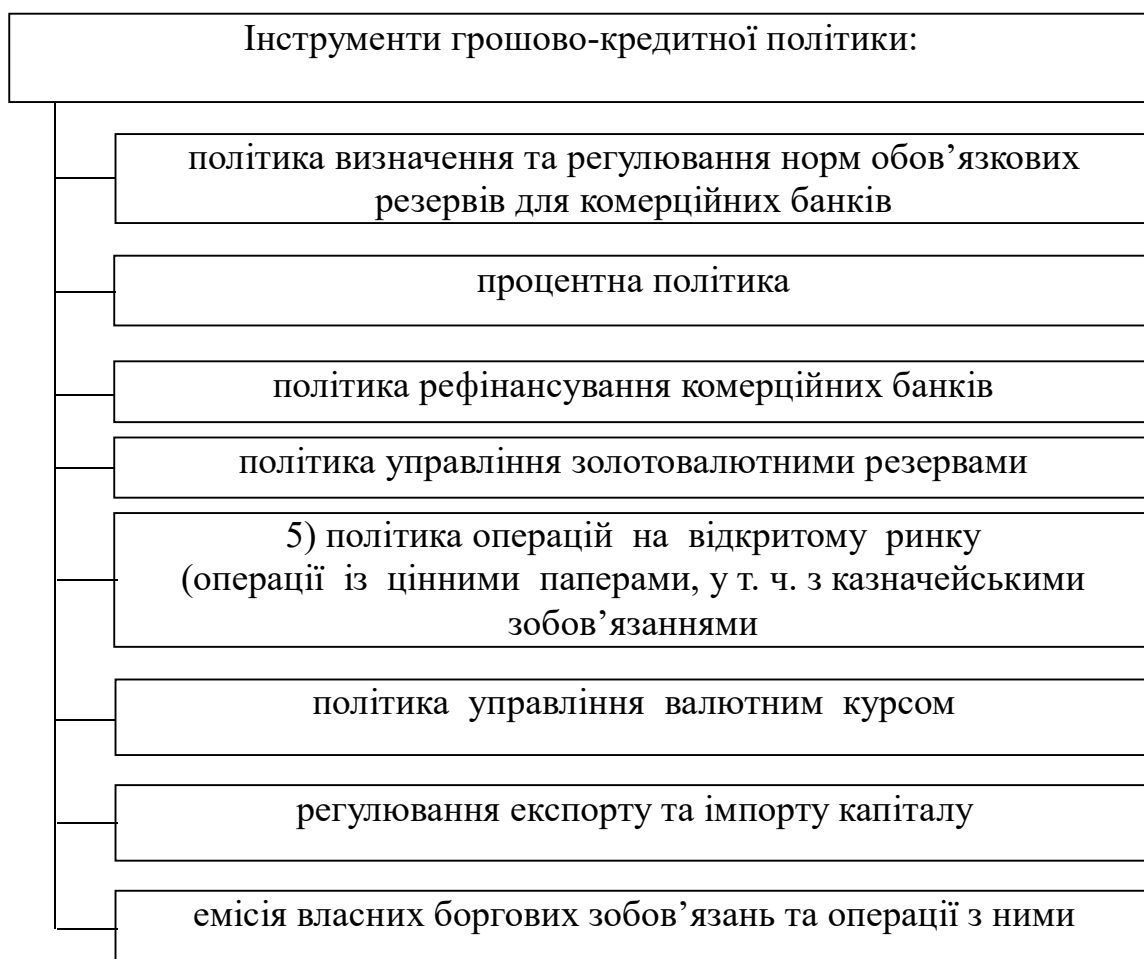 Інструменти грошово-кредитної політики:
політика визначення та регулювання норм обов’язкових
резервів для комерційних банків
процентна політика
політика рефінансування комерційних банків
політика управління золотовалютними резервами
5) політика операцій на відкритому ринку
(операції із цінними паперами, у т. ч. з казначейськими
зобов’язаннями
політика управління валютним курсом
регулювання експорту та імпорту капіталу
емісія власних боргових зобов’язань та операції з ними